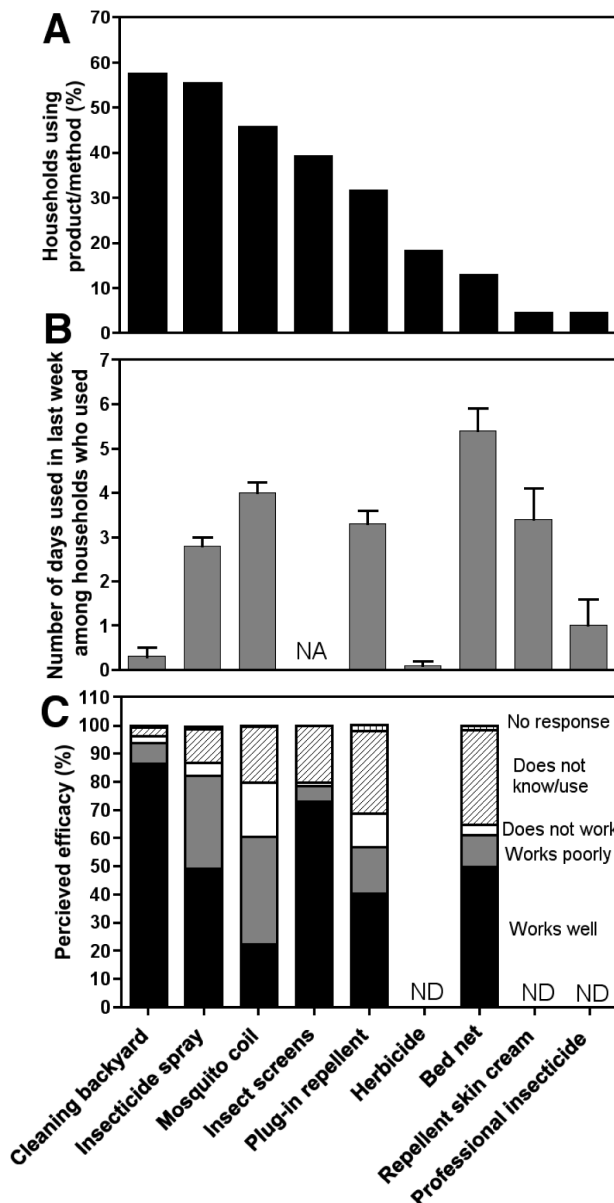 A
Households using
product/method (%)
70
60
50
40
30
20
10
0
B
Number of days used in last week
among households who used
7
6
5
4
3
2
1
0
NA
C
Percieved efficacy (%)
110
100
90
80
70
60
50
40
30
20
10
0
No response
Does not
know/use
Does not work
Works poorly
Works well
ND
ND
ND
Cleaning backyard
Insecticide spray
Mosquito coil
Insect screens
Plug-in repellent
Herbicide
Bed net
Repellent skin cream
Professional insecticide